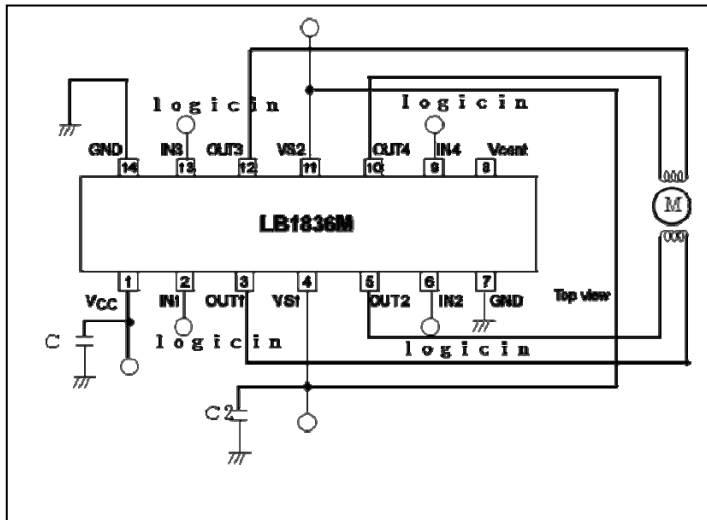 logicin logicin
GND IN3 OUT3 VS2 OUT4 IN4 Vcont
14 13 12 11 10 9 8
LB1836M
M
1 2 3 4 5 6 7
VCC IN1 OUT1 VS1 OUT2 IN2 GND Top view
C logicin logicin
C2